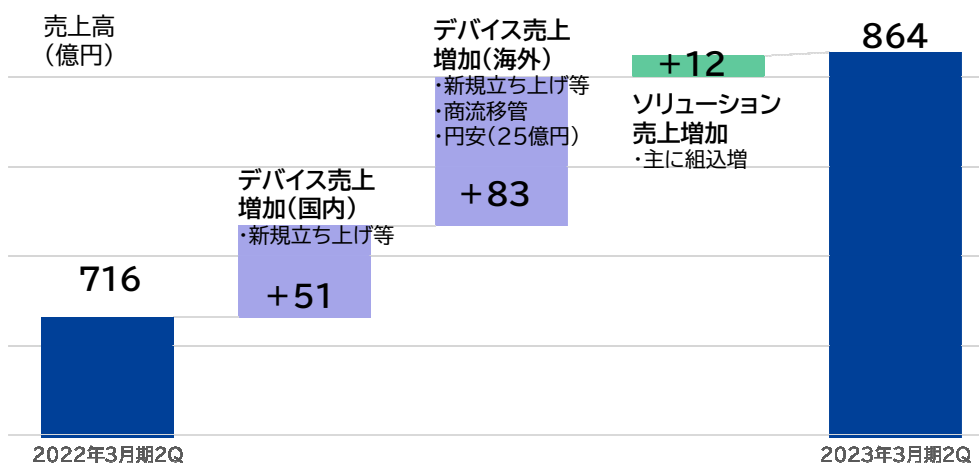 売上高
(億円)
716
2022年3月期2Q
デバイス売上
増加(国内)
・新規立ち上げ等
+51
デバイス売上
増加(海外)
・新規立ち上げ等
・商流移管
・円安(25億円)
+83
+12
ソリューション
売上増加
・主に組込増
864
2023年3月期2Q